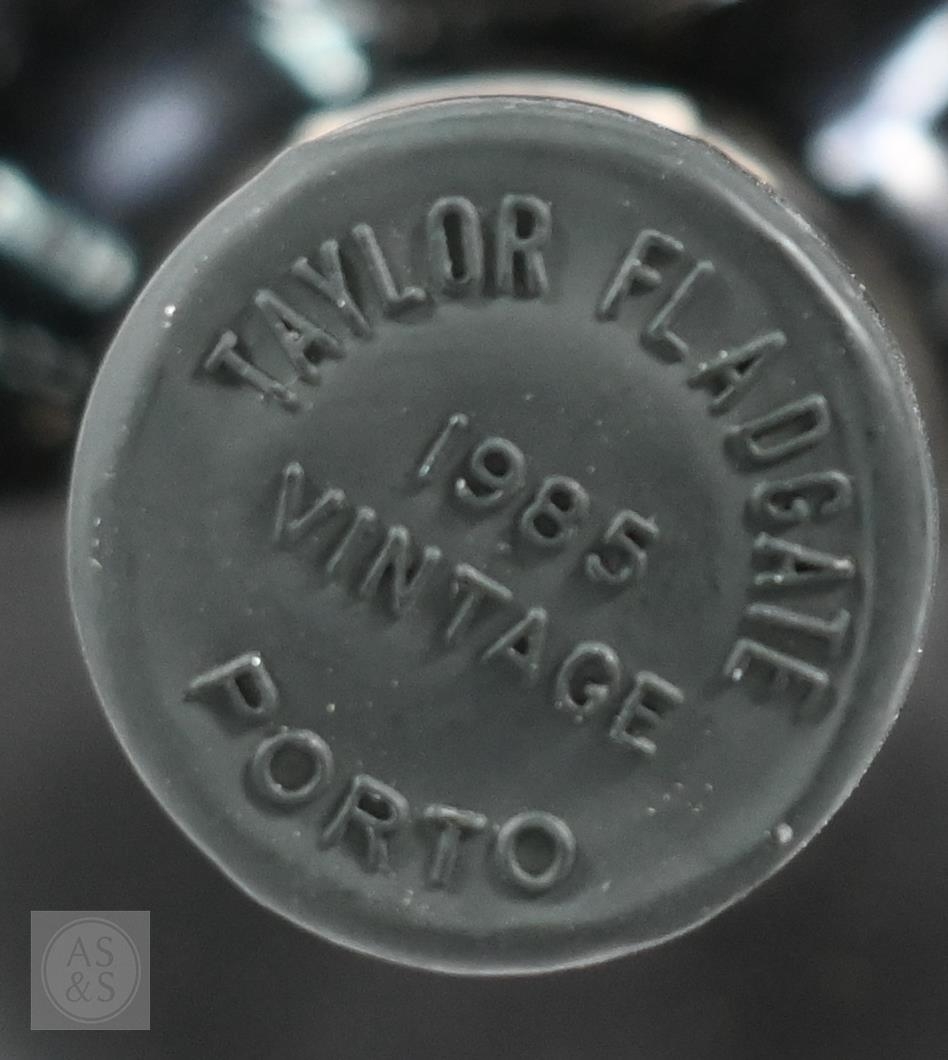 TAYLOR FLADGATE
1985
VINTAGE
PORTO
AS
&S